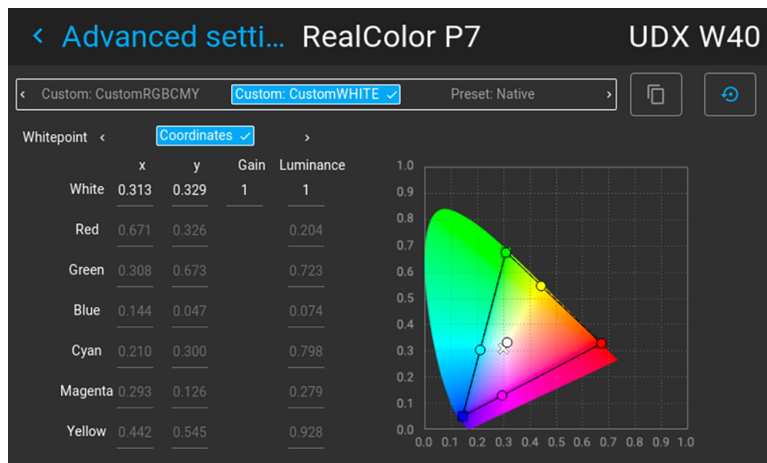 ‹ Advanced setti... RealColor P7 UDX W40
‹ Custom: CustomRGBCMY Custom: CustomWHITE ✓ Preset: Native ›
Whitepoint ‹ Coordinates ✓ ›
x y Gain Luminance
White 0.313 0.329 1 1
Red 0.671 0.326 0.204
Green 0.308 0.673 0.723
Blue 0.144 0.047 0.074
Cyan 0.210 0.300 0.798
Magenta 0.293 0.126 0.279
Yellow 0.442 0.545 0.928
1.0
0.9
0.8
0.7
0.6
0.5
0.4
0.3
0.2
0.1
0.0
0.0 0.1 0.2 0.3 0.4 0.5 0.6 0.7 0.8 0.9 1.0